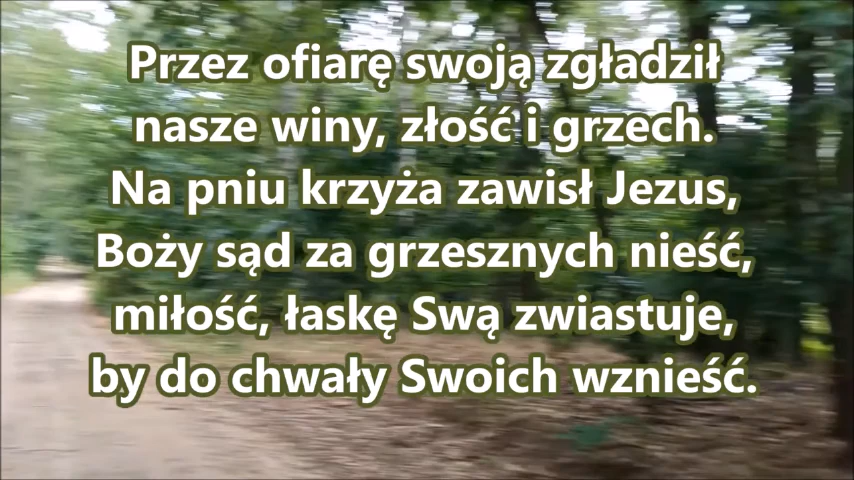 Przez ofiarę swoją zgładził
nasze winy, złość i grzech.
Na pniu krzyża zawisł Jezus,
Boży sąd za grzesznych nieść,
miłość, łaskę Swą zwiastuje,
by do chwały Swoich wznieść.